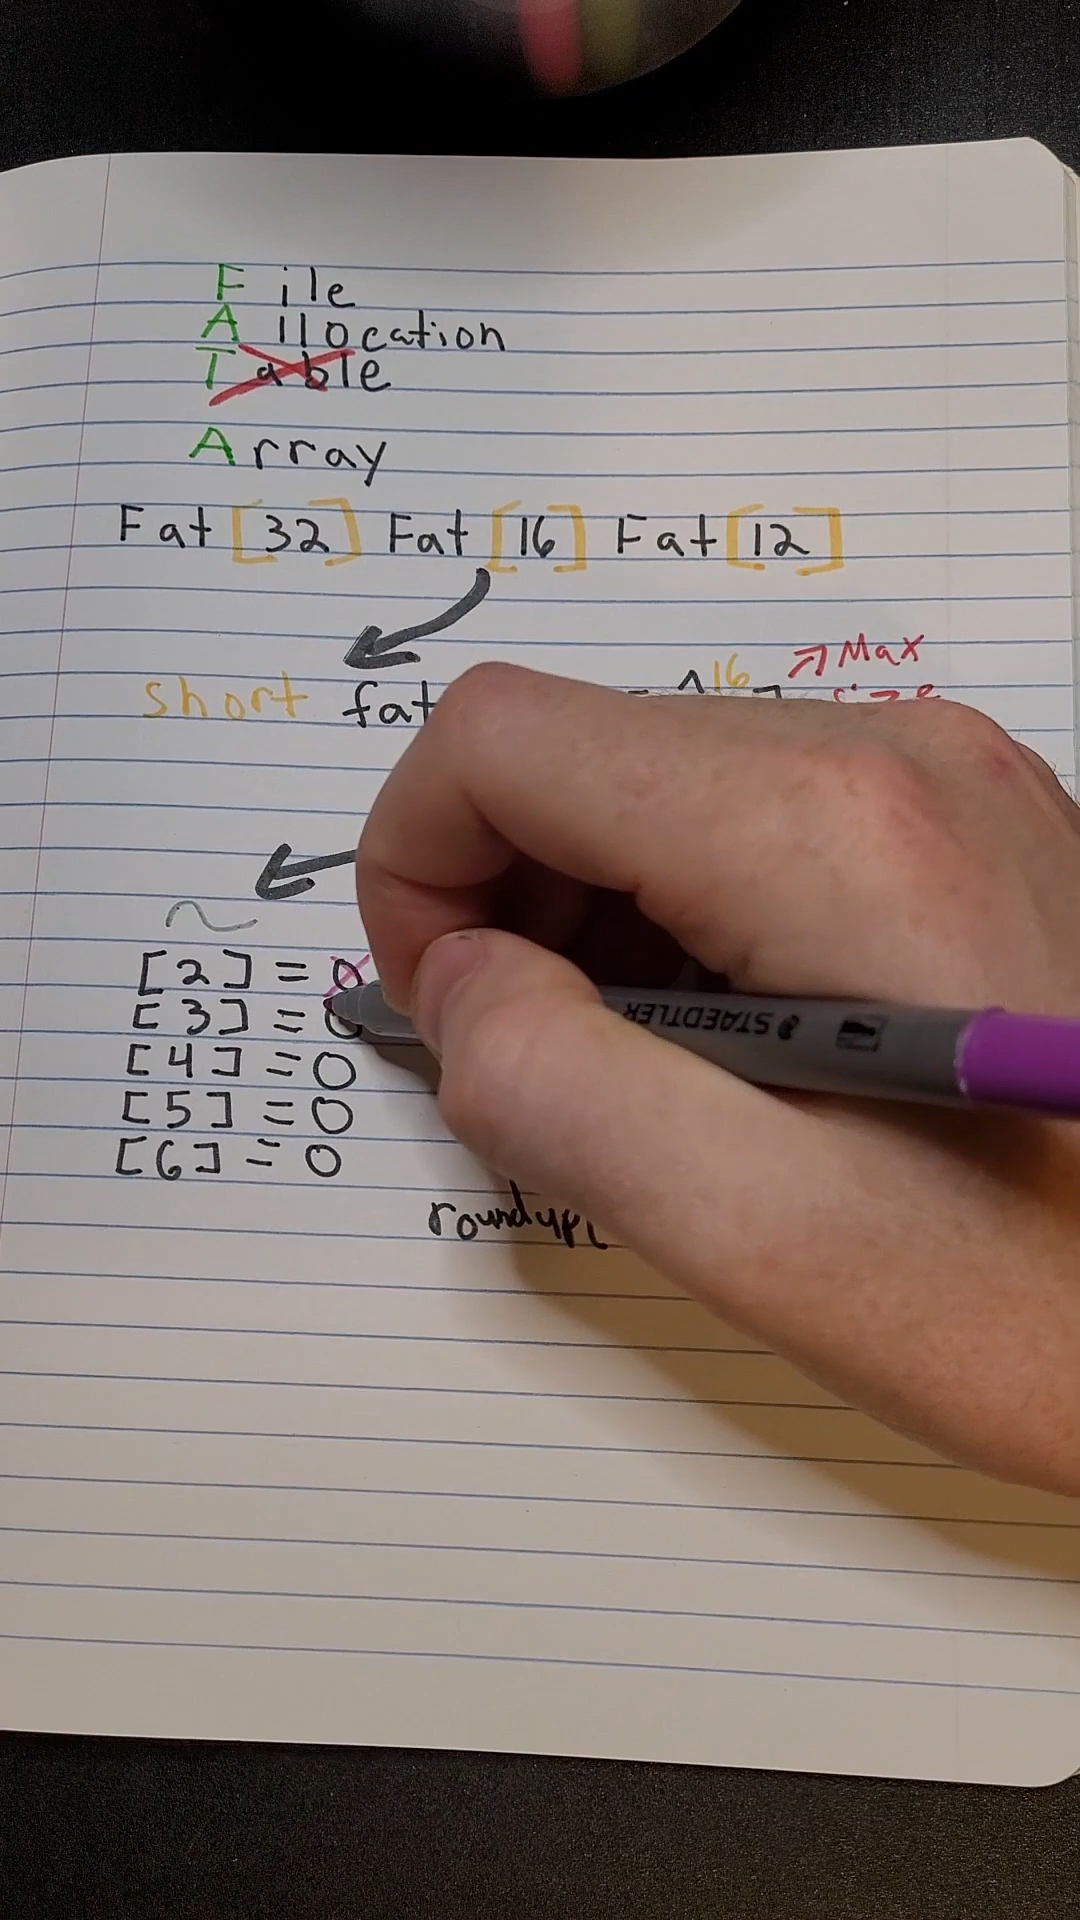 File
Allocation
Table
Array
Fat [32] Fat [16] Fat [12]
Max
short fat 16
[2] = 0
[3] = 0
[4] = 0
[5] = 0
[6] = 0
STAEDTLER